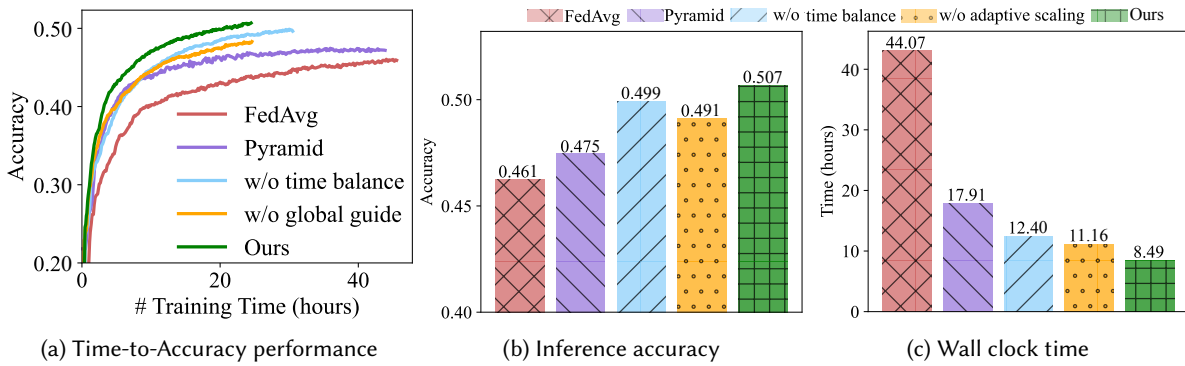 FedAvg Pyramid w/o time balance w/o adaptive scaling Ours
Accuracy
0.50
0.40
0.30
0.20
0 20 40
# Training Time (hours)
FedAvg
Pyramid
w/o time balance
w/o global guide
Ours
(a) Time-to-Accuracy performance
Accuracy
0.50
0.45
0.40
0.461
0.475
0.499
0.491
0.507
(b) Inference accuracy
Time (hours)
40
30
20
10
0
44.07
17.91
12.40
11.16
8.49
(c) Wall clock time